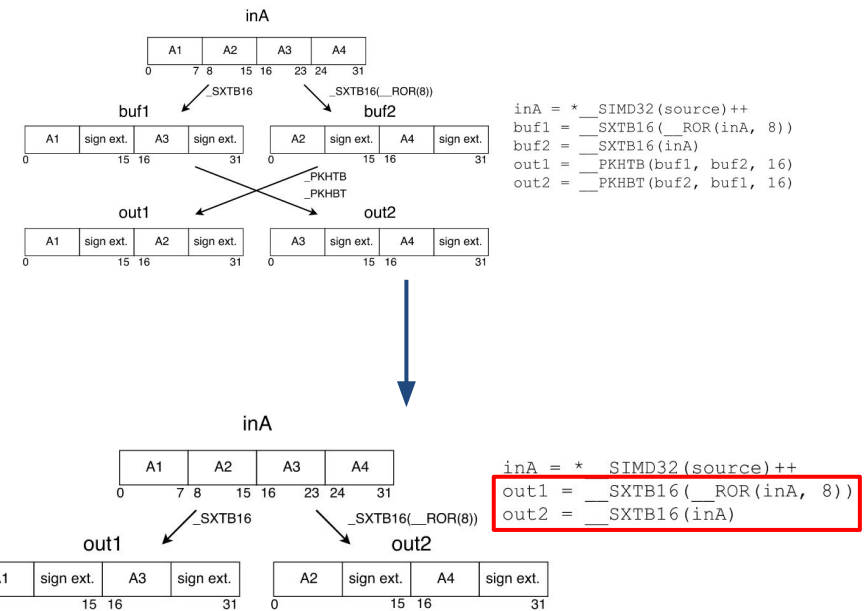 inA
A1 A2 A3 A4
0 7 8 15 16 23 24 31
_SXTB16 _SXTB16(__ROR(8))
buf1 buf2
A1 sign ext. A3 sign ext. A2 sign ext. A4 sign ext.
0 15 16 31 0 15 16 31
_PKHTB
_PKHBT
out1 out2
A1 sign ext. A2 sign ext. A3 sign ext. A4 sign ext.
0 15 16 31 0 15 16 31
inA = *__SIMD32(source)++
buf1 = __SXTB16(__ROR(inA, 8))
buf2 = __SXTB16(inA)
out1 = __PKHTB(buf1, buf2, 16)
out2 = __PKHBT(buf2, buf1, 16)
inA
A1 A2 A3 A4
0 7 8 15 16 23 24 31
_SXTB16 _SXTB16(__ROR(8))
out1 out2
1 sign ext. A3 sign ext. A2 sign ext. A4 sign ext.
15 16 31 0 15 16 31
inA = *__SIMD32(source)++
out1 = __SXTB16(__ROR(inA, 8))
out2 = __SXTB16(inA)